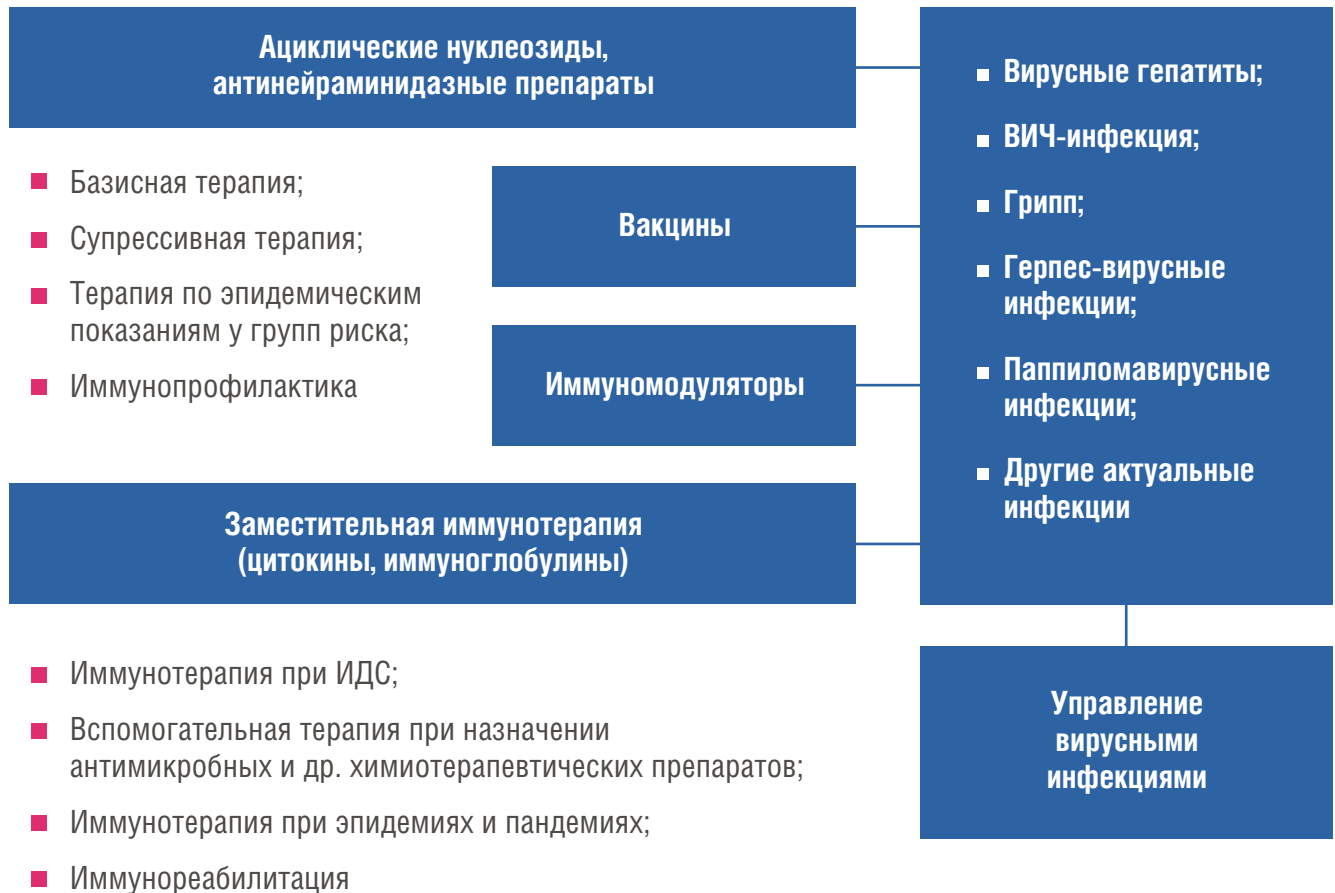 Ациклические нуклеозиды,
антинейраминидазные препараты
Базисная терапия;
Супрессивная терапия;
Терапия по эпидемическим
показаниям у групп риска;
Иммунопрофилактика
Вакцины
Иммуномодуляторы
Заместительная иммунотерапия
(цитокины, иммуноглобулины)
Иммунотерапия при ИДС;
Вспомогательная терапия при назначении
антимикробных и др. химиотерапевтических препаратов;
Иммунотерапия при эпидемиях и пандемиях;
Иммунореабилитация
Вирусные гепатиты;
ВИЧ-инфекция;
Грипп;
Герпес-вирусные
инфекции;
Паппиломавирусные
инфекции;
Другие актуальные
инфекции
Управление
вирусными
инфекциями